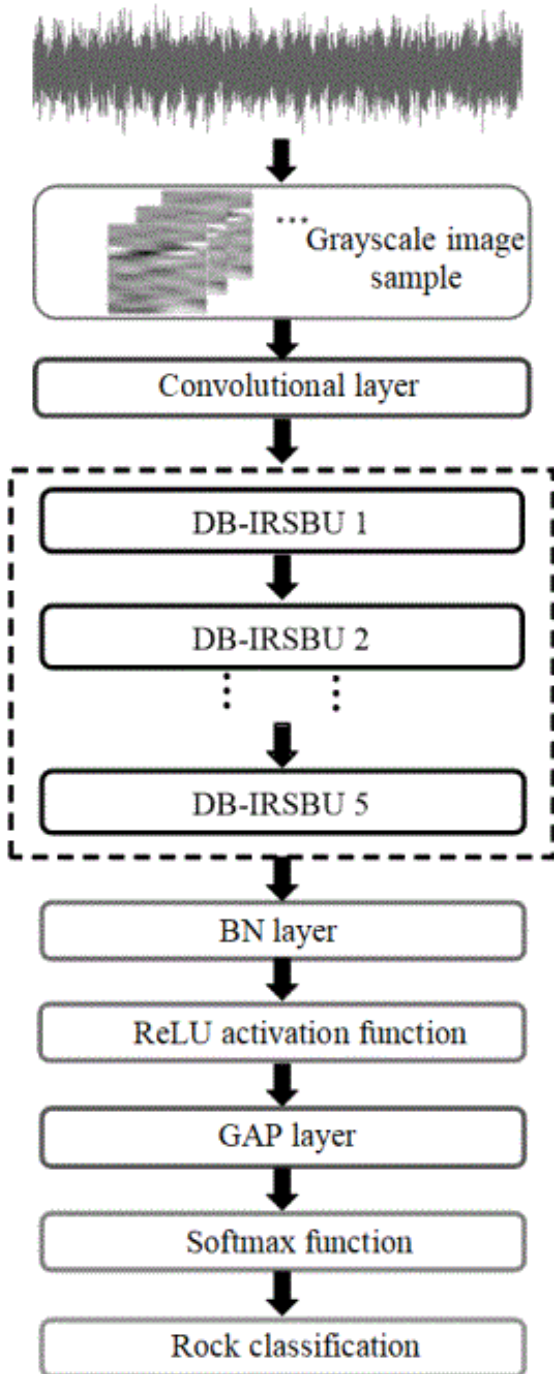 Grayscale image
sample
Convolutional layer
DB-IRSBU 1
DB-IRSBU 2
DB-IRSBU 5
BN layer
ReLU activation function
GAP layer
Softmax function
Rock classification